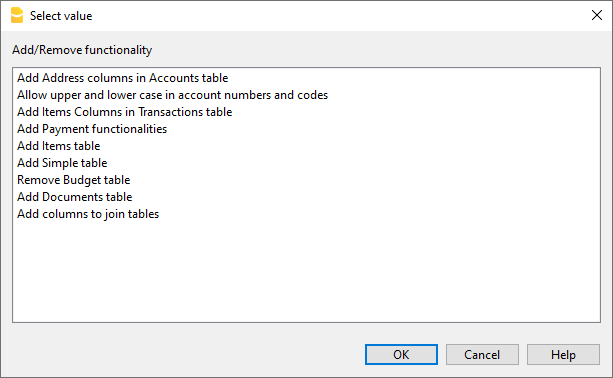 Select value
Add/Remove functionality
Add Address columns in Accounts table
Allow upper and lower case in account numbers and codes
Add Items Columns in Transactions table
Add Payment functionalities
Add Items table
Add Simple table
Remove Budget table
Add Documents table
Add columns to join tables
OK Cancel Help